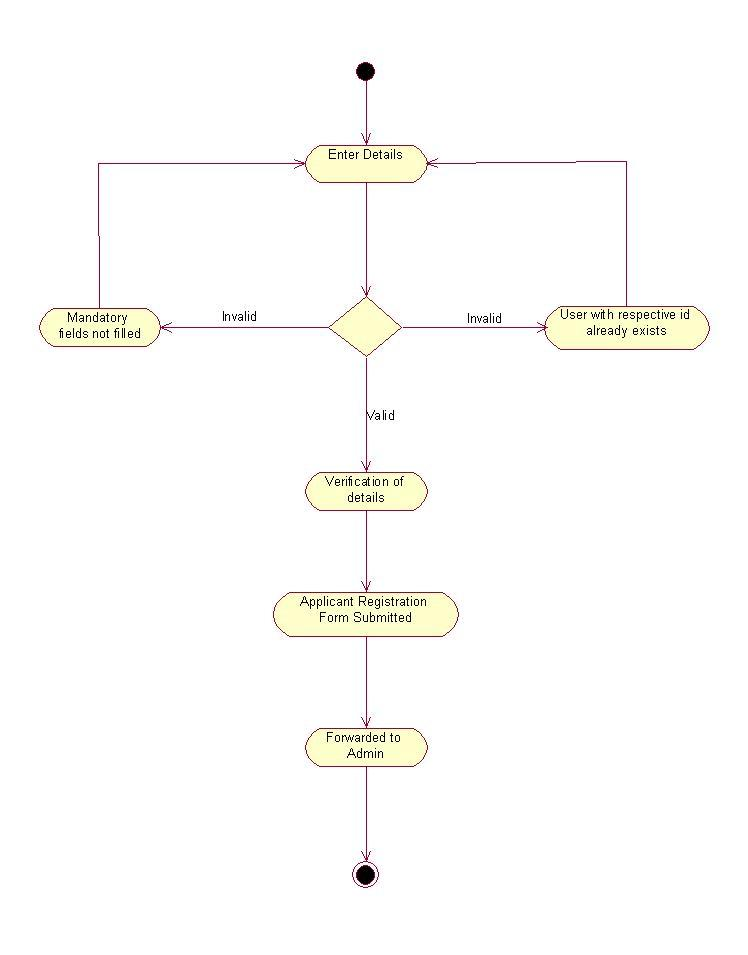 Enter Details
Invalid
Invalid
Mandatory
fields not filled
User with respective id
already exists
Valid
Verification of
details
Applicant Registration
Form Submitted
Forwarded to
Admin